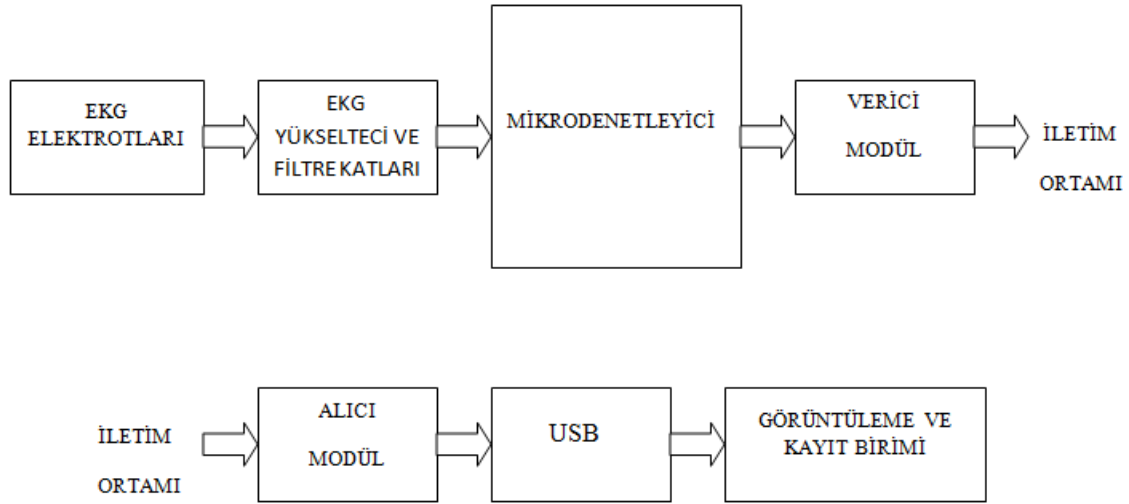 EKG
ELEKTROTLARI
EKG
YÜKSELTECİ VE
FİLTRE KATLARI
MİKRODENETLEYİCİ
VERİCİ
MODÜL
İLETİM
ORTAMI
İLETİM
ORTAMI
ALICI
MODÜL
USB
GÖRÜNTÜLEME VE
KAYIT BİRİMİ